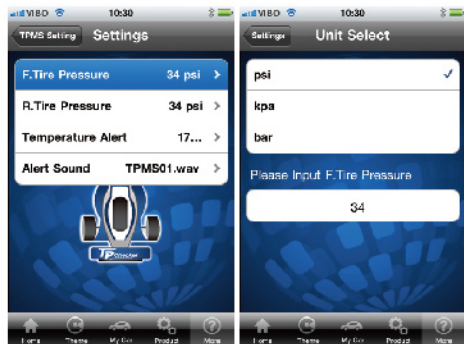 VIBO 10:30
TPMS Setting Settings
F.Tire Pressure 34 psi
R.Tire Pressure 34 psi
Temperature Alert 17...
Alert Sound TPMS01.wav
Home Theme My Car Product More
VIBO 10:30
Settings Unit Select
psi
kpa
bar
Please Input F.Tire Pressure
34
Home Theme My Car Product More